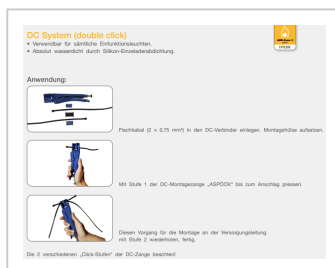 DC System (double click)
• Verwendbar für sämtliche Einfunktionsleuchten.
• Absolut wasserdicht durch Silikon-Einzeladerabdichtung.
IP69K
Anwendung:
Flachkabel (2 x 0,75 mm²) in den DC-Verbinder einlegen. Montagehülse aufsetzen.
Mit Stufe 1 der DC-Montagezange „ASPÖCK" bis zum Anschlag pressen.
Diesen Vorgang für die Montage an der Versorgungsleitung
mit Stufe 2 wiederholen, fertig.
Die 2 verschiedenen „Click-Stufen" der DC-Zange beachten!